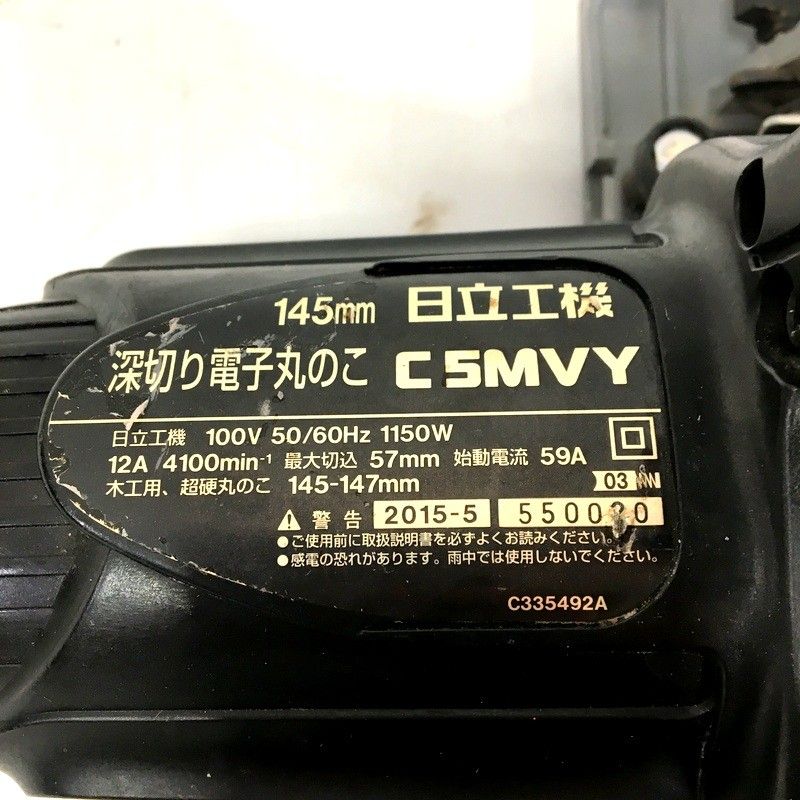 145mm 日立工機
深切り電子丸のこ C5MVY
日立工機 100V 50/60Hz 1150W
12A/4100min⁻¹ 最大切込 57mm 始動電流 59A
木工用、超硬丸のこ 145-147mm 03
警告 2015-5
●ご使用前に取扱説明書を必ずよくお読みください。
●感電の恐れがあります。雨中では使用しないでください。
C335492A